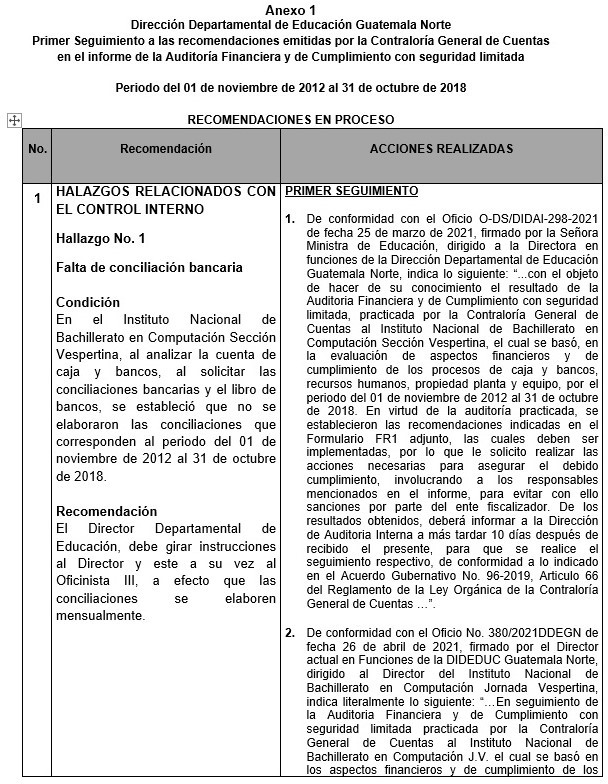 Anexo 1
Dirección Departamental de Educación Guatemala Norte
Primer Seguimiento a las recomendaciones emitidas por la Contraloría General de Cuentas
en el informe de la Auditoría Financiera y de Cumplimiento con seguridad limitada
Periodo del 01 de noviembre de 2012 al 31 de octubre de 2018
RECOMENDACIONES EN PROCESO
No.
Recomendación
ACCIONES REALIZADAS
1
HALAZGOS RELACIONADOS CON
EL CONTROL INTERNO
Hallazgo No. 1
Falta de conciliación bancaria
Condición
En el Instituto Nacional de
Bachillerato en Computación Sección
Vespertina, al analizar la cuenta de
caja y bancos, al solicitar las
conciliaciones bancarias y el libro de
bancos, se estableció que no se
elaboraron las conciliaciones que
corresponden al periodo del 01 de
noviembre de 2012 al 31 de octubre
de 2018.
Recomendación
El Director Departamental de
Educación, debe girar instrucciones
al Director y este a su vez al
Oficinista III, a efecto que las
conciliaciones se elaboren
mensualmente.
PRIMER SEGUIMIENTO
1. De conformidad con el Oficio O-DS/DIDAI-298-2021
de fecha 25 de marzo de 2021, firmado por la Señora
Ministra de Educación, dirigido a la Directora en
funciones de la Dirección Departamental de Educación
Guatemala Norte, indica lo siguiente: “...con el objeto
de hacer de su conocimiento el resultado de la
Auditoria Financiera y de Cumplimiento con seguridad
limitada, practicada por la Contraloría General de
Cuentas al Instituto Nacional de Bachillerato en
Computación Sección Vespertina, el cual se basó, en
la evaluación de aspectos financieros y de
cumplimiento de los procesos de caja y bancos,
recursos humanos, propiedad planta y equipo, por el
periodo del 01 de noviembre de 2012 al 31 de octubre
de 2018. En virtud de la auditoría practicada, se
establecieron las recomendaciones indicadas en el
Formulario FR1 adjunto, las cuales deben ser
implementadas, por lo que le solicito realizar las
acciones necesarias para asegurar el debido
cumplimiento, involucrando a los responsables
mencionados en el informe, para evitar con ello
sanciones por parte del ente fiscalizador. De los
resultados obtenidos, deberá informar a la Dirección
de Auditoria Interna a más tardar 10 días después de
recibido el presente, para que se realice el
seguimiento respectivo, de conformidad a lo indicado
en el Acuerdo Gubernativo No. 96-2019, Articulo 66
del Reglamento de la Ley Orgánica de la Contraloría
General de Cuentas …”.
2. De conformidad con el Oficio No. 380/2021DDEGN de
fecha 26 de abril de 2021, firmado por el Director
actual en Funciones de la DIDEDUC Guatemala Norte,
dirigido al Director del Instituto Nacional de
Bachillerato en Computación Jornada Vespertina,
indica literalmente lo siguiente: “…En seguimiento de
la Auditoria Financiera y de Cumplimiento con
seguridad limitada practicada por la Contraloría
General de Cuentas al Instituto Nacional de
Bachillerato en Computación J.V. el cual se basó en
los aspectos financieros y de cumplimiento de los